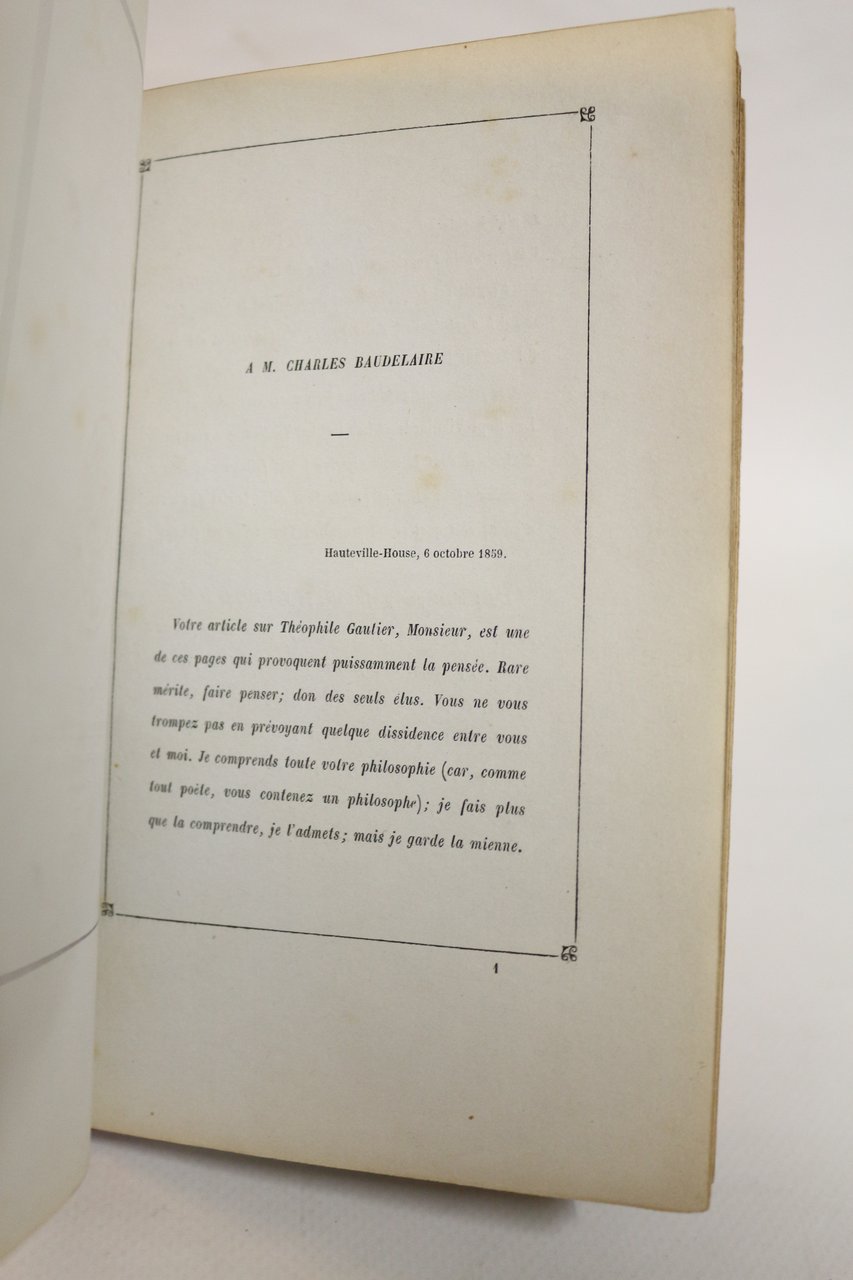 A M. CHARLES BAUDELAIRE
Hauteville-House, 6 octobre 1859.
Votre article sur Théophile Gautier, Monsieur, est une
de ces pages qui provoquent puissamment la pensée. Rare
mérite, faire penser; don des seuls élus. Vous ne vous
trompez pas en prévoyant quelque dissidence entre vous
et moi. Je comprends toute votre philosophie (car, comme
tout poète, vous contenez un philosophe); je fais plus
que la comprendre, je l'admets; mais je garde la mienne.
1